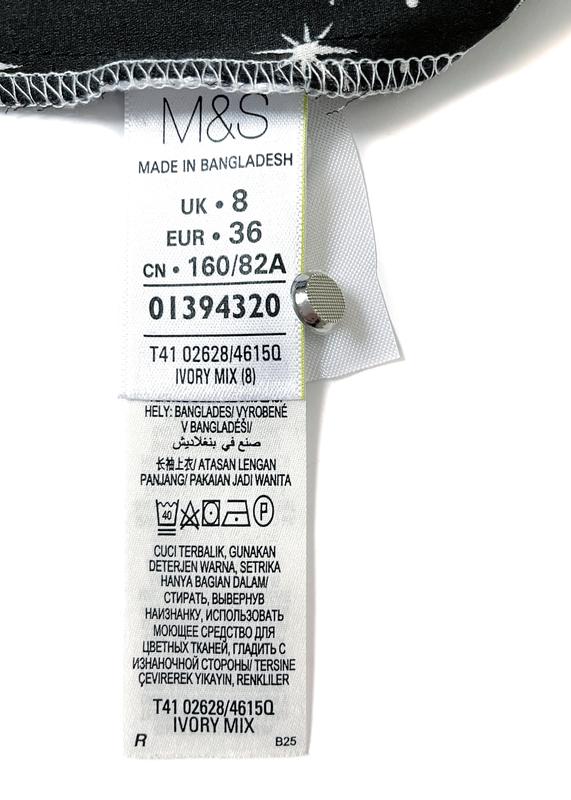 M&S
MADE IN BANGLADESH
UK • 8
EUR • 36
CN • 160/82A
01394320
T41 02628/4615Q
IVORY MIX (8)
HELY: BANGLADES/ VYROBENÉ
V BANGLADÉŠI/
صنع في بنغلاديش
长袖上衣/ ATASAN LENGAN
PANJANG/ PAKAIAN JADI WANITA
40 P
CUCI TERBALIK, GUNAKAN
DETERJEN WARNA, SETRIKA
HANYA BAGIAN DALAM/
СТИРАТЬ, ВЫВЕРНУВ
НАИЗНАНКУ, ИСПОЛЬЗОВАТЬ
МОЮЩЕЕ СРЕДСТВО ДЛЯ
ЦВЕТНЫХ ТКАНЕЙ, ГЛАДИТЬ С
ИЗНАНОЧНОЙ СТОРОНЫ/ TERSINE
ÇEVIREREK YIKAYIN, RENKLILER
T41 02628/4615Q
IVORY MIX
R B25